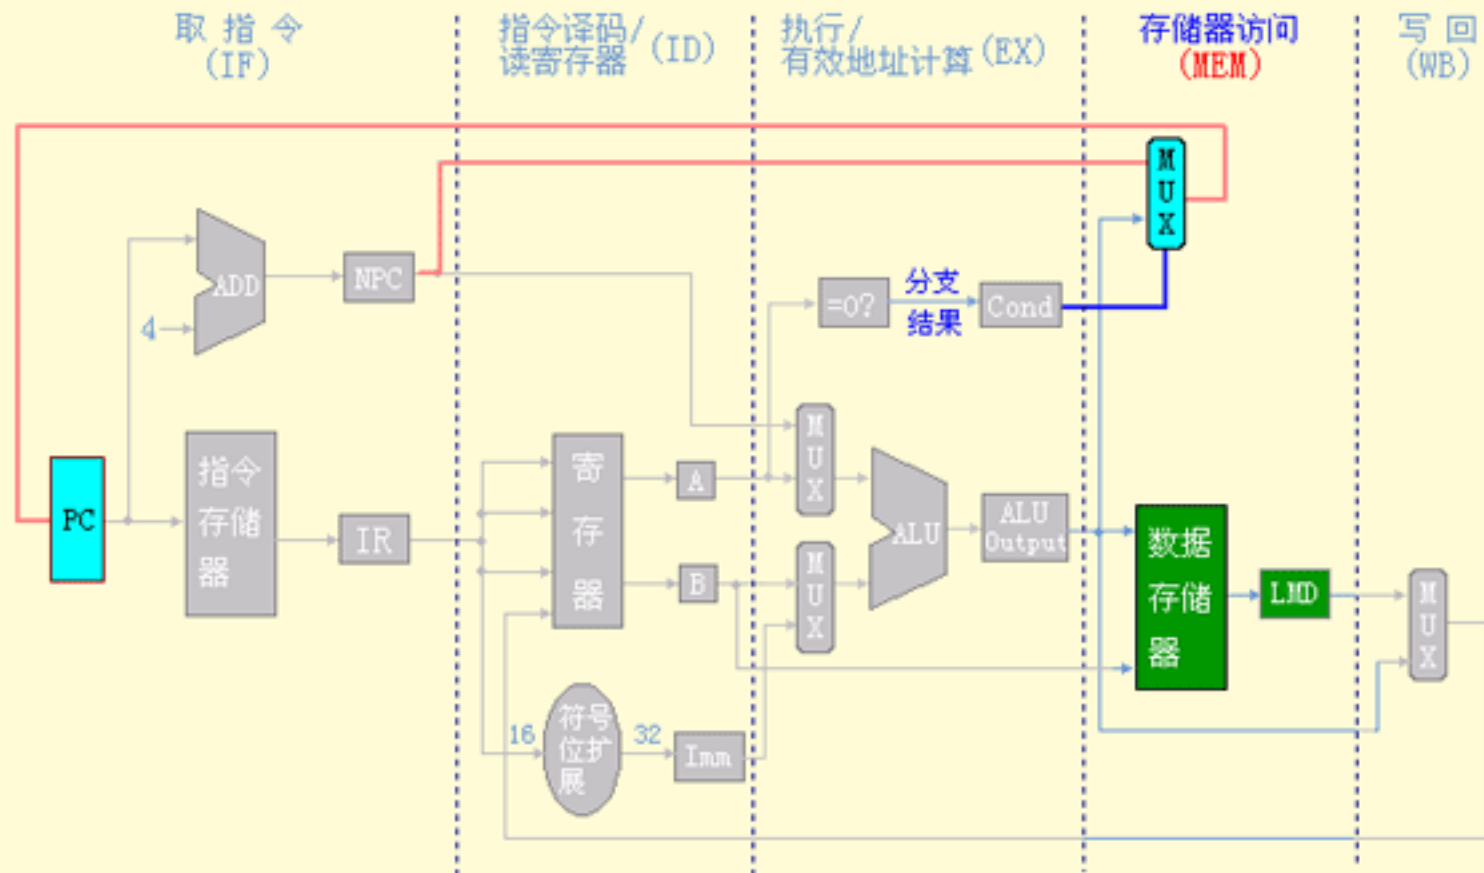 取 指 令
(IF)
指令译码/
读寄存器 (ID)
执行/
有效地址计算 (EX)
存储器访问
(MEM)
写 回
(WB)
M
U
X
ADD
NPC
4
=0?
分支
结果
Cond
PC
指令
存储
器
IR
寄
存
器
A
B
M
U
X
M
U
X
ALU
ALU
Output
数据
存储
器
LMD
M
U
X
16
符号
位扩
展
32
Imm